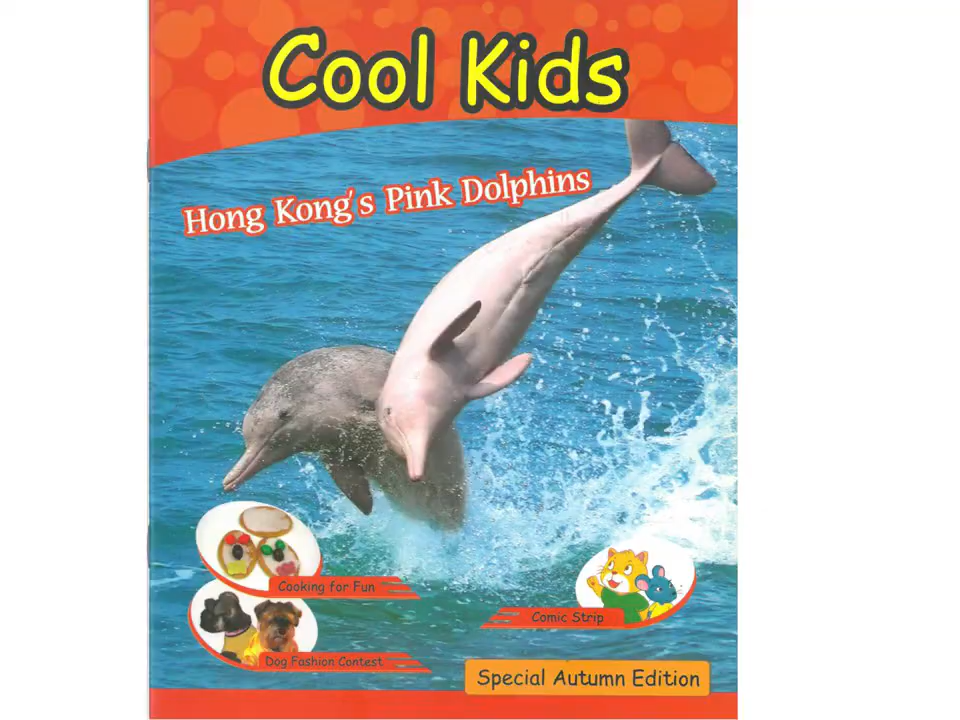 Cool Kids
Hong Kong's Pink Dolphins
Cooking for Fun
Comic Strip
Dog Fashion Contest
Special Autumn Edition